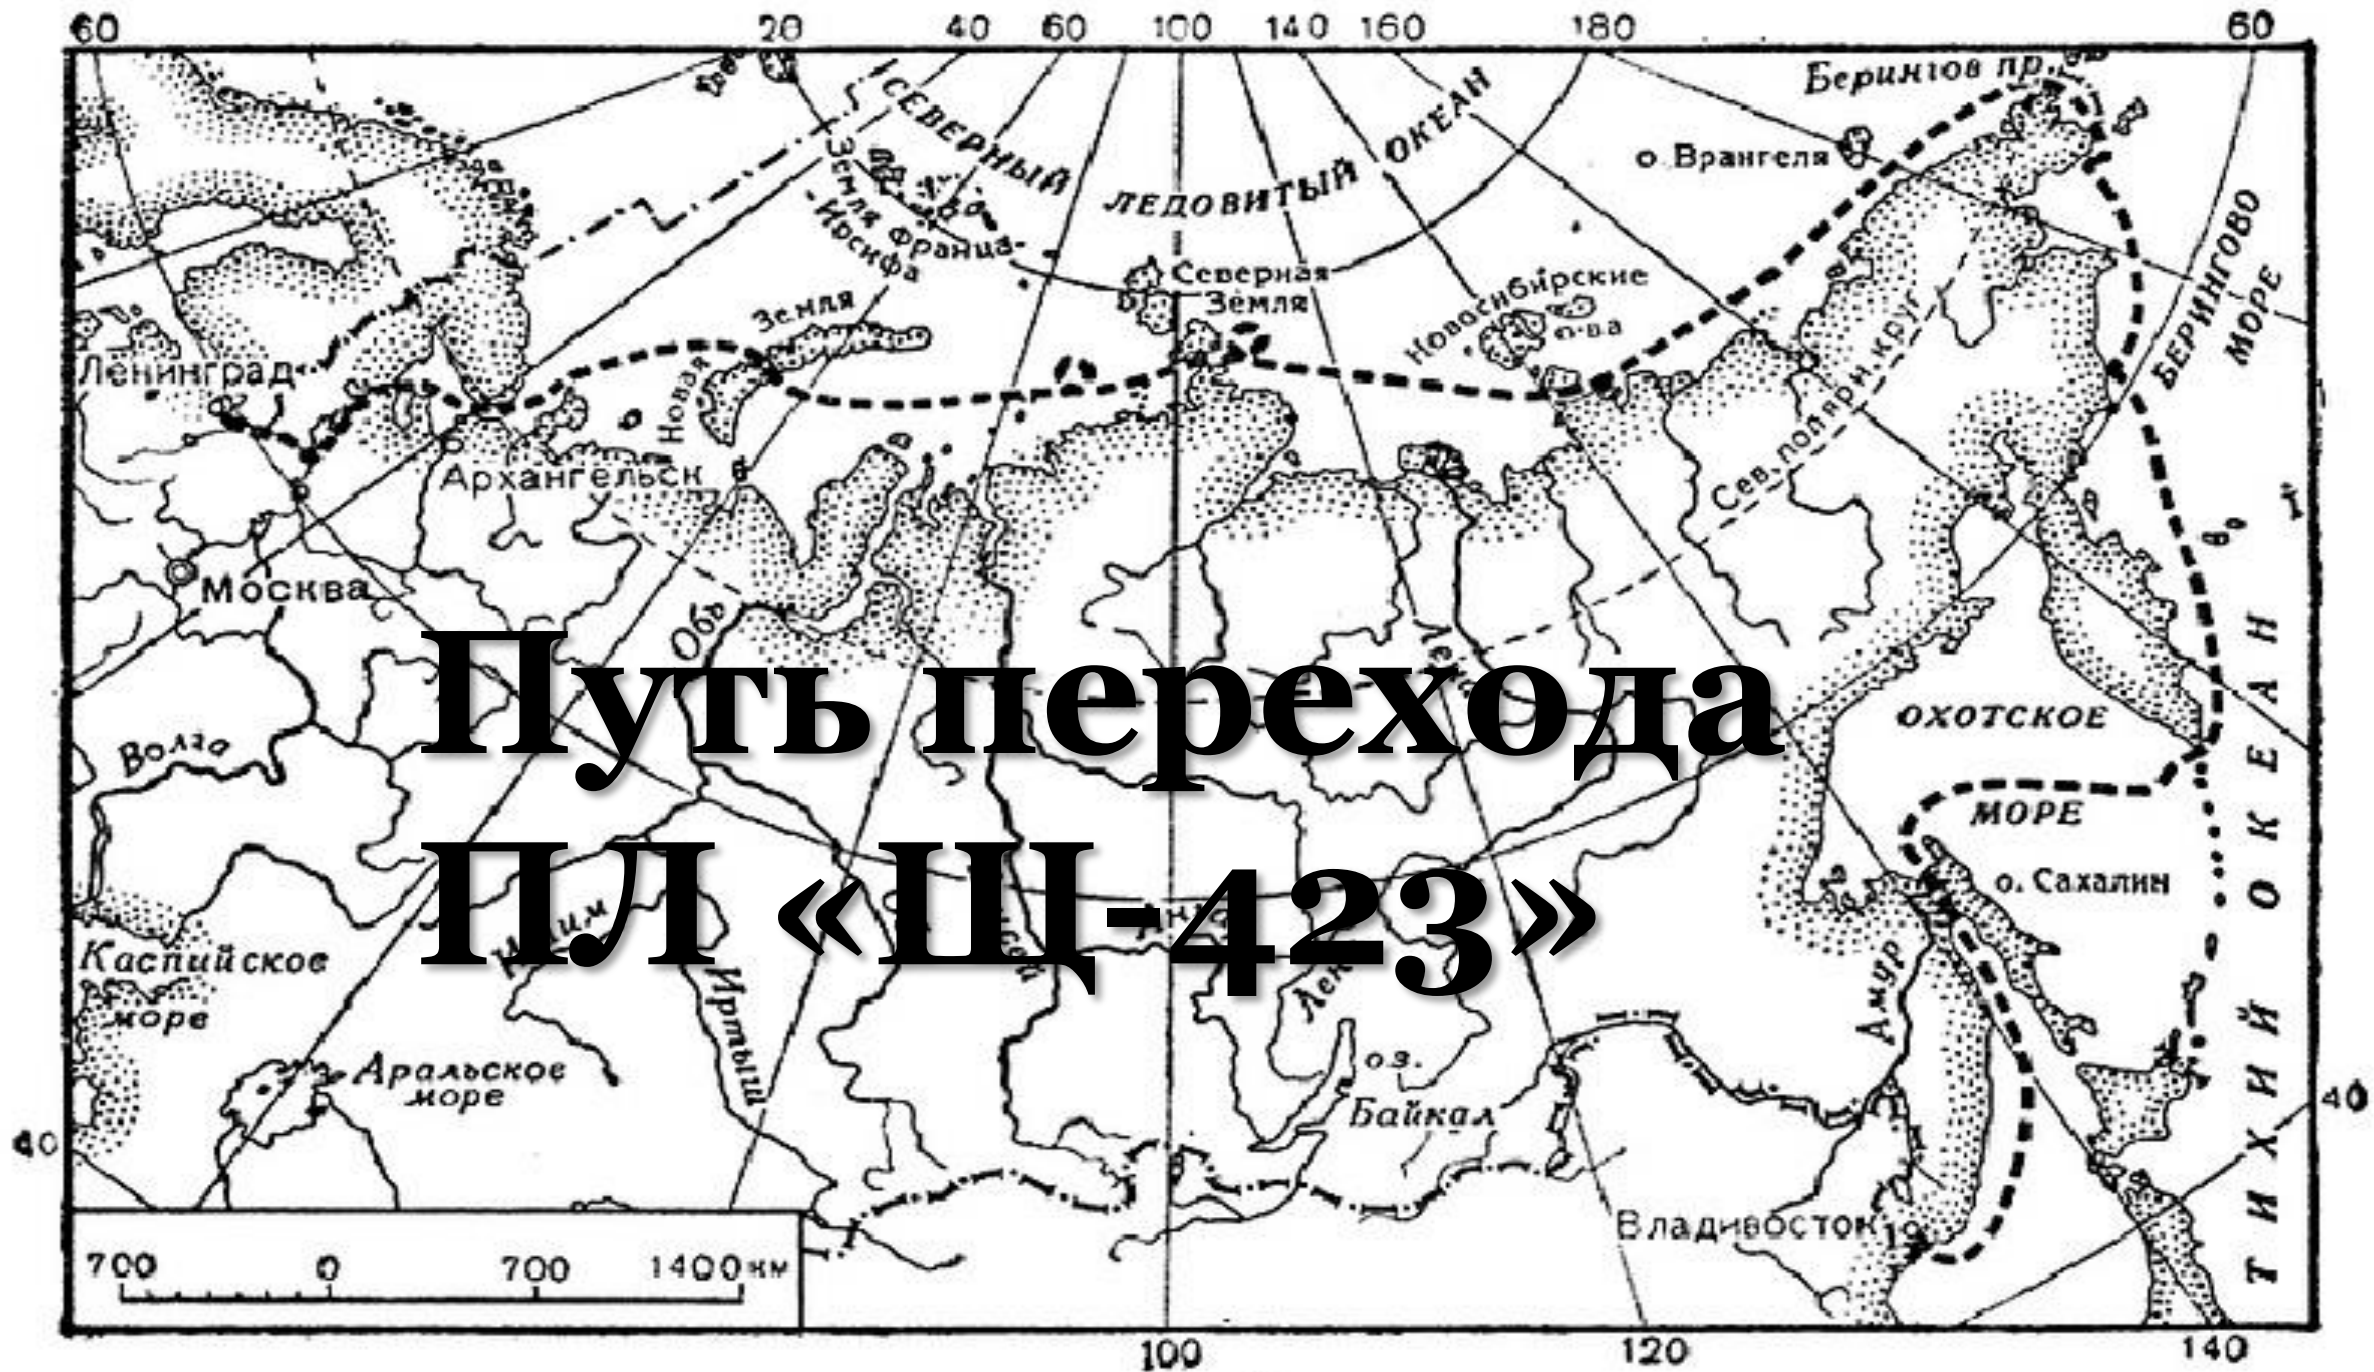 60 20 40 60 100 140 160 180 60
Берингов пр.
СЕВЕРНЫЙ
ЛЕДОВИТЫЙ ОКЕАН
о. Врангеля
Земля Франца-
Иосифа
Северная
Земля
Новосибирские
о-ва
Новая Земля
БЕРИНГОВО
МОРЕ
Ленинград
Сев. полярн. круг
Архангельск
Москва
Обь
Лена
Путь перехода
ПЛ «Щ-423»
Волга
ОХОТСКОЕ
МОРЕ
о. Сахалин
ТИХИЙ ОКЕАН
Ишим
Иртыш
Лена
Амур
Каспийское
море
Аральское
море
оз.
Байкал
Владивосток
40
40
700 0 700 1400 км
100 120 140